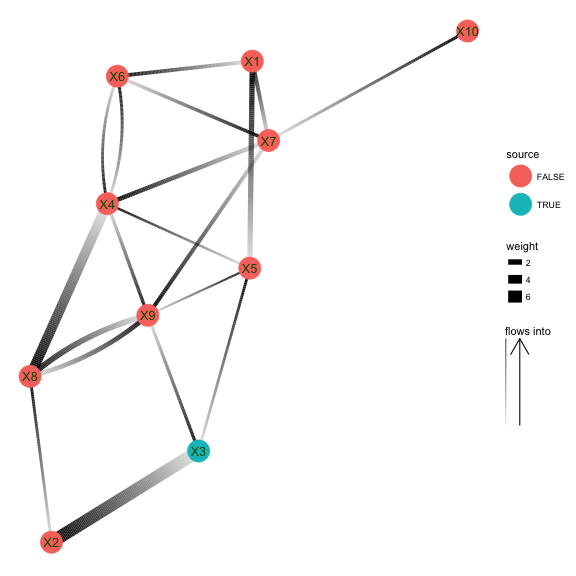 X10
X1
X6
X7
source
FALSE
X4
TRUE
weight
2
X5
4
6
X9
flows into
X8
X3
X2